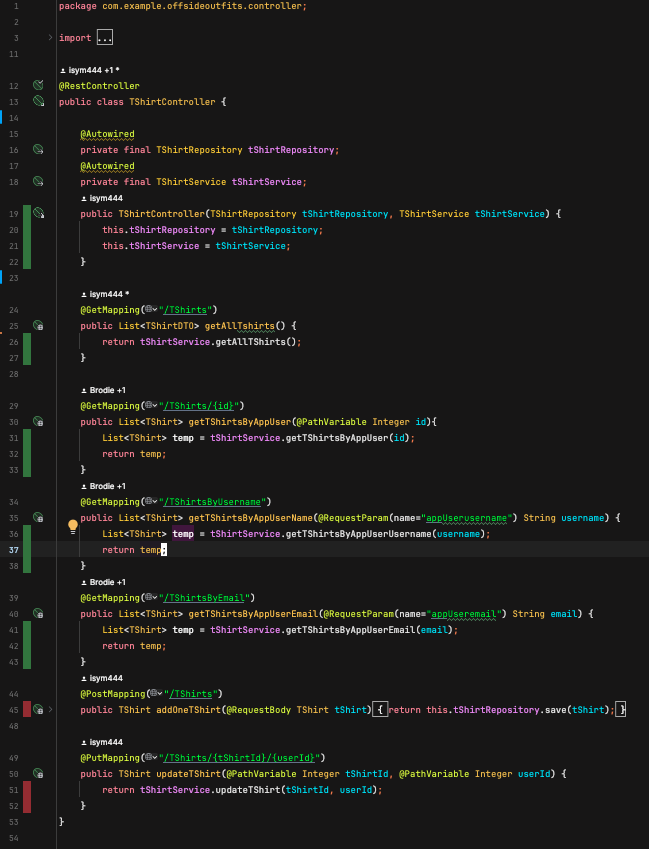 1 package com.example.offsideoutfits.controller;
2
3 import ...
11
isym444 +1 *
12 @RestController
13 public class TShirtController {
14
15 @Autowired
16 private final TShirtRepository tShirtRepository;
17 @Autowired
18 private final TShirtService tShirtService;
isym444
19 public TShirtController(TShirtRepository tShirtRepository, TShirtService tShirtService) {
20 this.tShirtRepository = tShirtRepository;
21 this.tShirtService = tShirtService;
22 }
23
isym444 *
24 @GetMapping("/TShirts")
25 public List<TShirtDTO> getAllTshirts() {
26 return tShirtService.getAllTShirts();
27 }
28
Brodie +1
29 @GetMapping("/TShirts/{id}")
30 public List<TShirt> getTShirtsByAppUser(@PathVariable Integer id){
31 List<TShirt> temp = tShirtService.getTShirtsByAppUser(id);
32 return temp;
33 }
Brodie +1
34 @GetMapping("/TShirtsByUsername")
35 public List<TShirt> getTShirtsByAppUserName(@RequestParam(name="appUserusername") String username) {
36 List<TShirt> temp = tShirtService.getTShirtsByAppUserUsername(username);
37 return temp;
38 }
Brodie +1
39 @GetMapping("/TShirtsByEmail")
40 public List<TShirt> getTShirtsByAppUserEmail(@RequestParam(name="appUseremail") String email) {
41 List<TShirt> temp = tShirtService.getTShirtsByAppUserEmail(email);
42 return temp;
43 }
isym444
44 @PostMapping("/TShirts")
45 public TShirt addOneTShirt(@RequestBody TShirt tShirt) { return this.tShirtRepository.save(tShirt); }
48
isym444
49 @PutMapping("/TShirts/{tShirtId}/{userId}")
50 public TShirt updateTShirt(@PathVariable Integer tShirtId, @PathVariable Integer userId) {
51 return tShirtService.updateTShirt(tShirtId, userId);
52 }
53 }
54